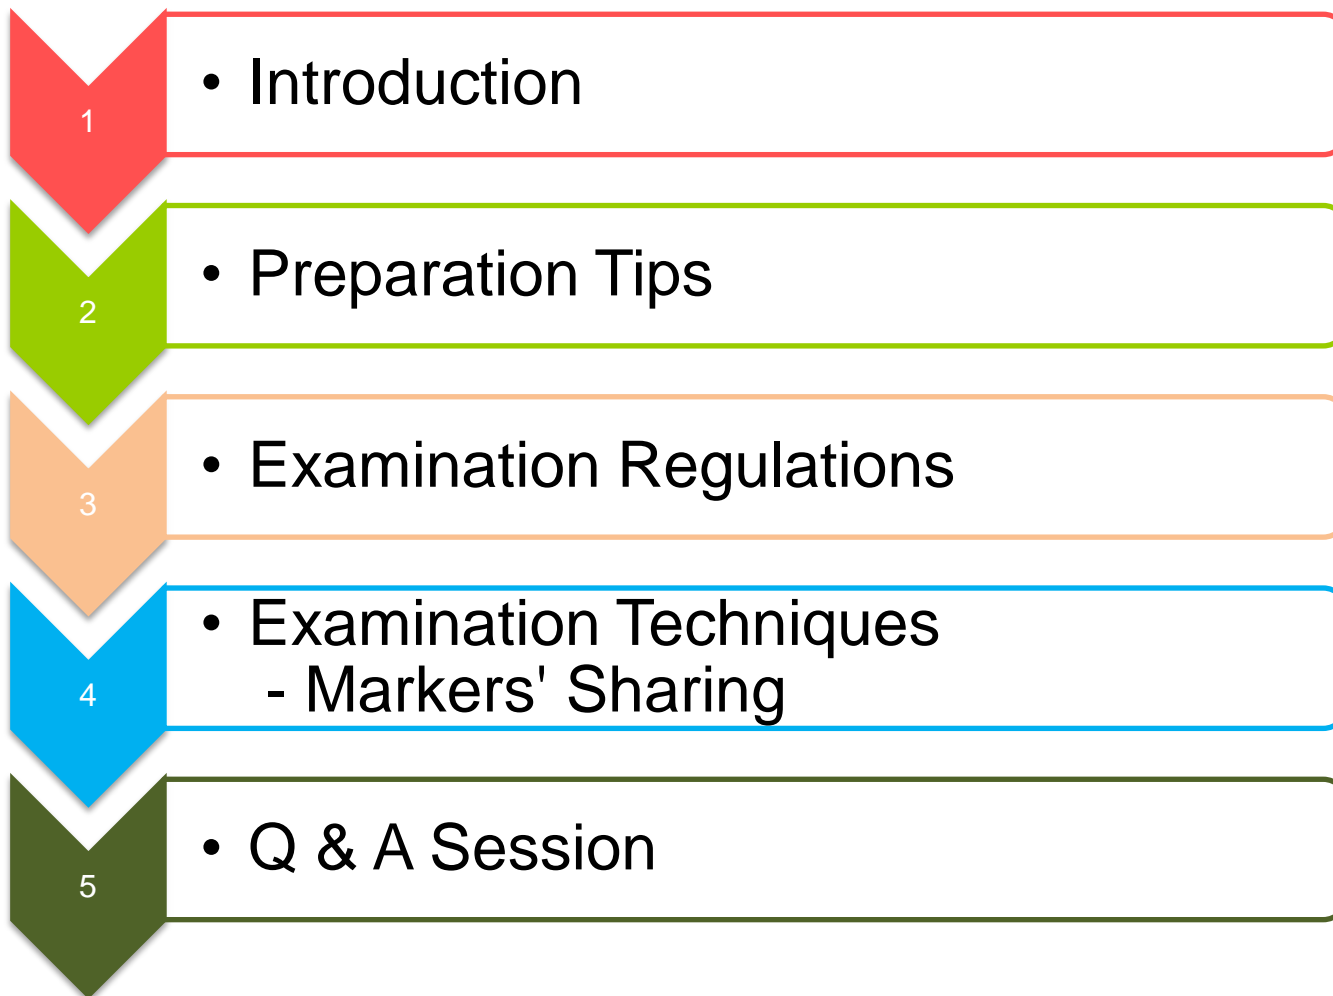 1
• Introduction
2
• Preparation Tips
3
• Examination Regulations
4
• Examination Techniques
- Markers' Sharing
5
• Q & A Session